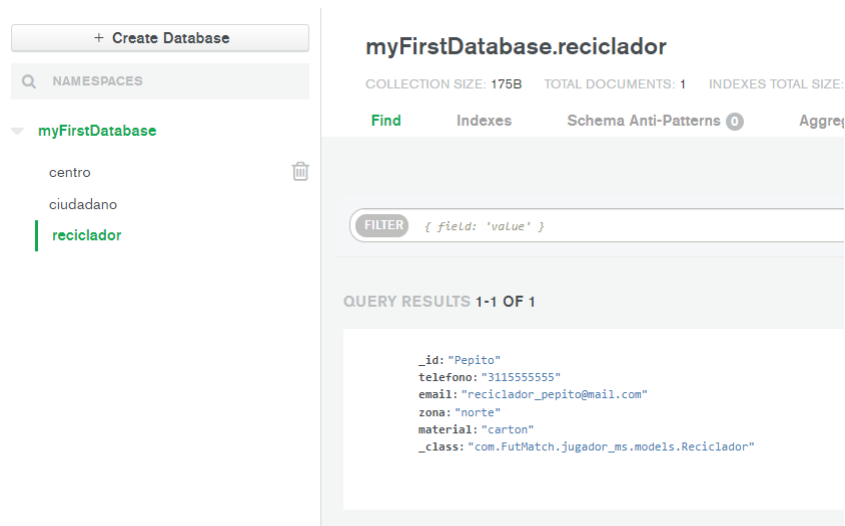 + Create Database
NAMESPACES
myFirstDatabase
centro
ciudadano
reciclador
myFirstDatabase.reciclador
COLLECTION SIZE: 175B TOTAL DOCUMENTS: 1 INDEXES TOTAL SIZE:
Find Indexes Schema Anti-Patterns 0 Aggreg
FILTER { field: 'value' }
QUERY RESULTS 1-1 OF 1
_id: "Pepito"
telefono: "3115555555"
email: "reciclador_pepito@mail.com"
zona: "norte"
material: "carton"
_class: "com.FutMatch.jugador_ms.models.Reciclador"